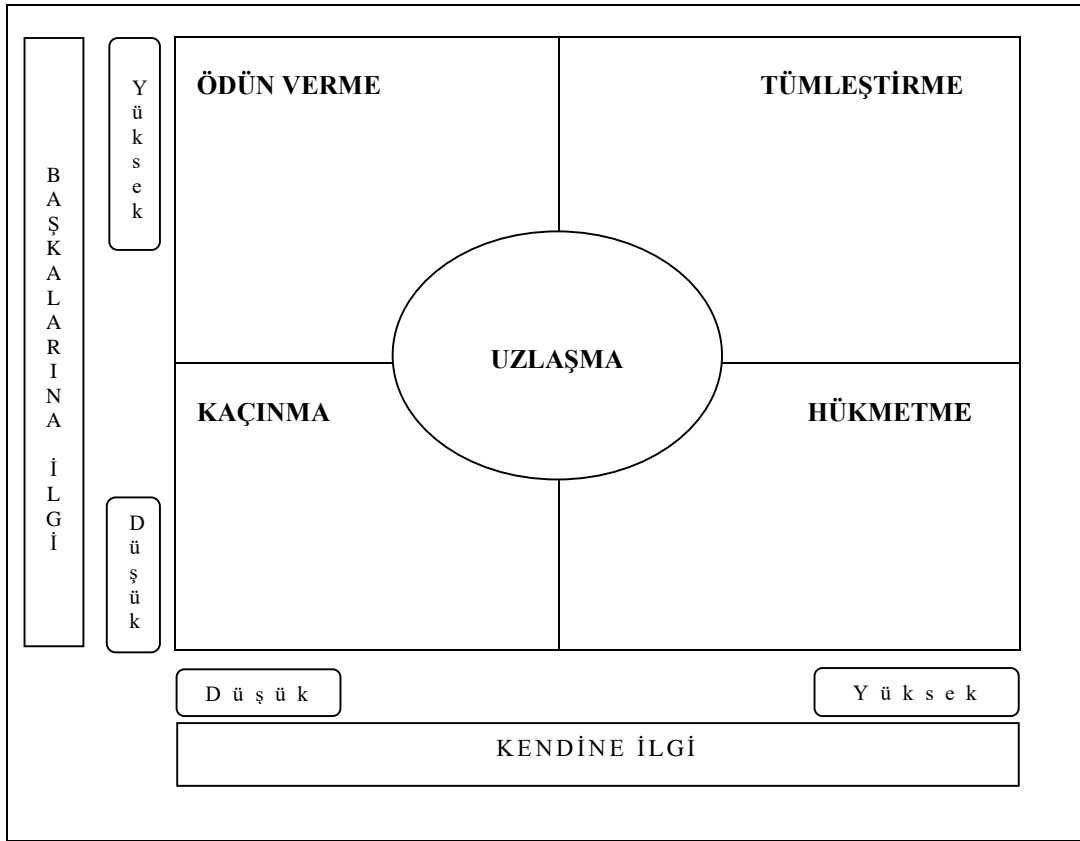 BAŞKALARINA İLGİ
Yüksek
ÖDÜN VERME
TÜMLEŞTİRME
UZLAŞMA
KAÇINMA
HÜKMETME
Düşük
Düşük
Yüksek
KENDİNE İLGİ